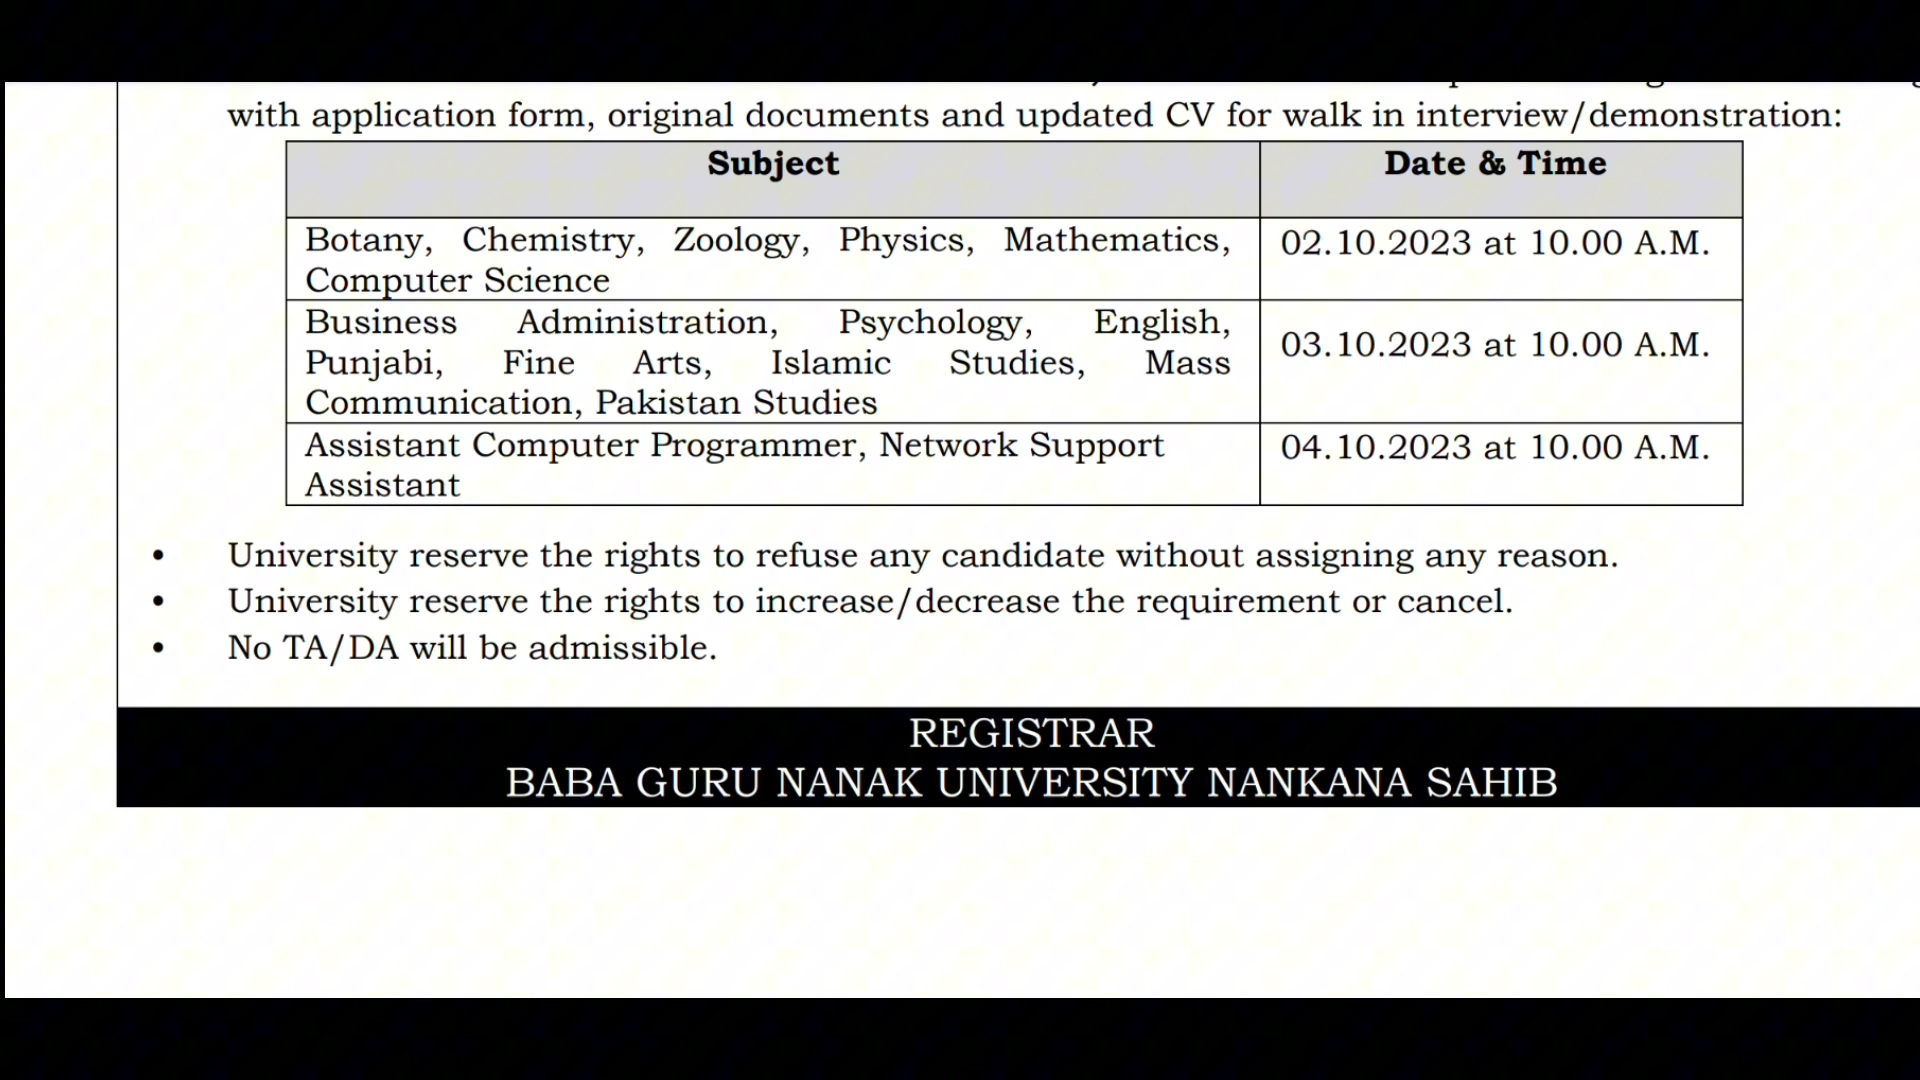 with application form, original documents and updated CV for walk in interview/demonstration:
Subject
Date & Time
Botany, Chemistry, Zoology, Physics, Mathematics,
Computer Science
02.10.2023 at 10.00 A.M.
Business Administration, Psychology, English,
Punjabi, Fine Arts, Islamic Studies, Mass
Communication, Pakistan Studies
03.10.2023 at 10.00 A.M.
Assistant Computer Programmer, Network Support
Assistant
04.10.2023 at 10.00 A.M.
• University reserve the rights to refuse any candidate without assigning any reason.
• University reserve the rights to increase/decrease the requirement or cancel.
• No TA/DA will be admissible.
REGISTRAR
BABA GURU NANAK UNIVERSITY NANKANA SAHIB